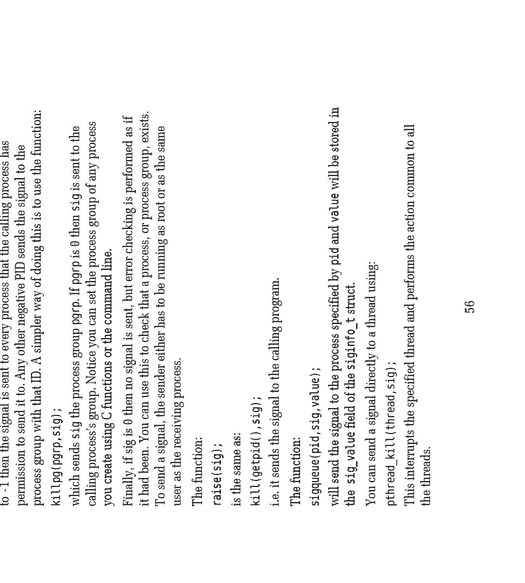 to -1 then the signal is sent to every process that the calling process has
permission to send it to. Any other negative PID sends the signal to the
process group with that ID. A simpler way of doing this is to use the function:
killpg(pgrp,sig);
which sends sig the process group pgrp. If pgrp is 0 then sig is sent to the
calling process's group. Notice you can set the process group of any process
you create using C functions or the command line.
Finally, if sig is 0 then no signal is sent, but error checking is performed as if
it had been. You can use this to check that a process, or process group, exists.
To send a signal, the sender either has to be running as root or as the same
user as the receiving process.
The function:
raise(sig);
is the same as:
kill(getpid(),sig);
i.e. it sends the signal to the calling program.
The function:
sigqueue(pid,sig,value);
will send the signal to the process specified by pid and value will be stored in
the sig_value field of the siginfo_t struct.
You can send a signal directly to a thread using:
pthread_kill(thread,sig);
This interrupts the specified thread and performs the action common to all
the threads.
56